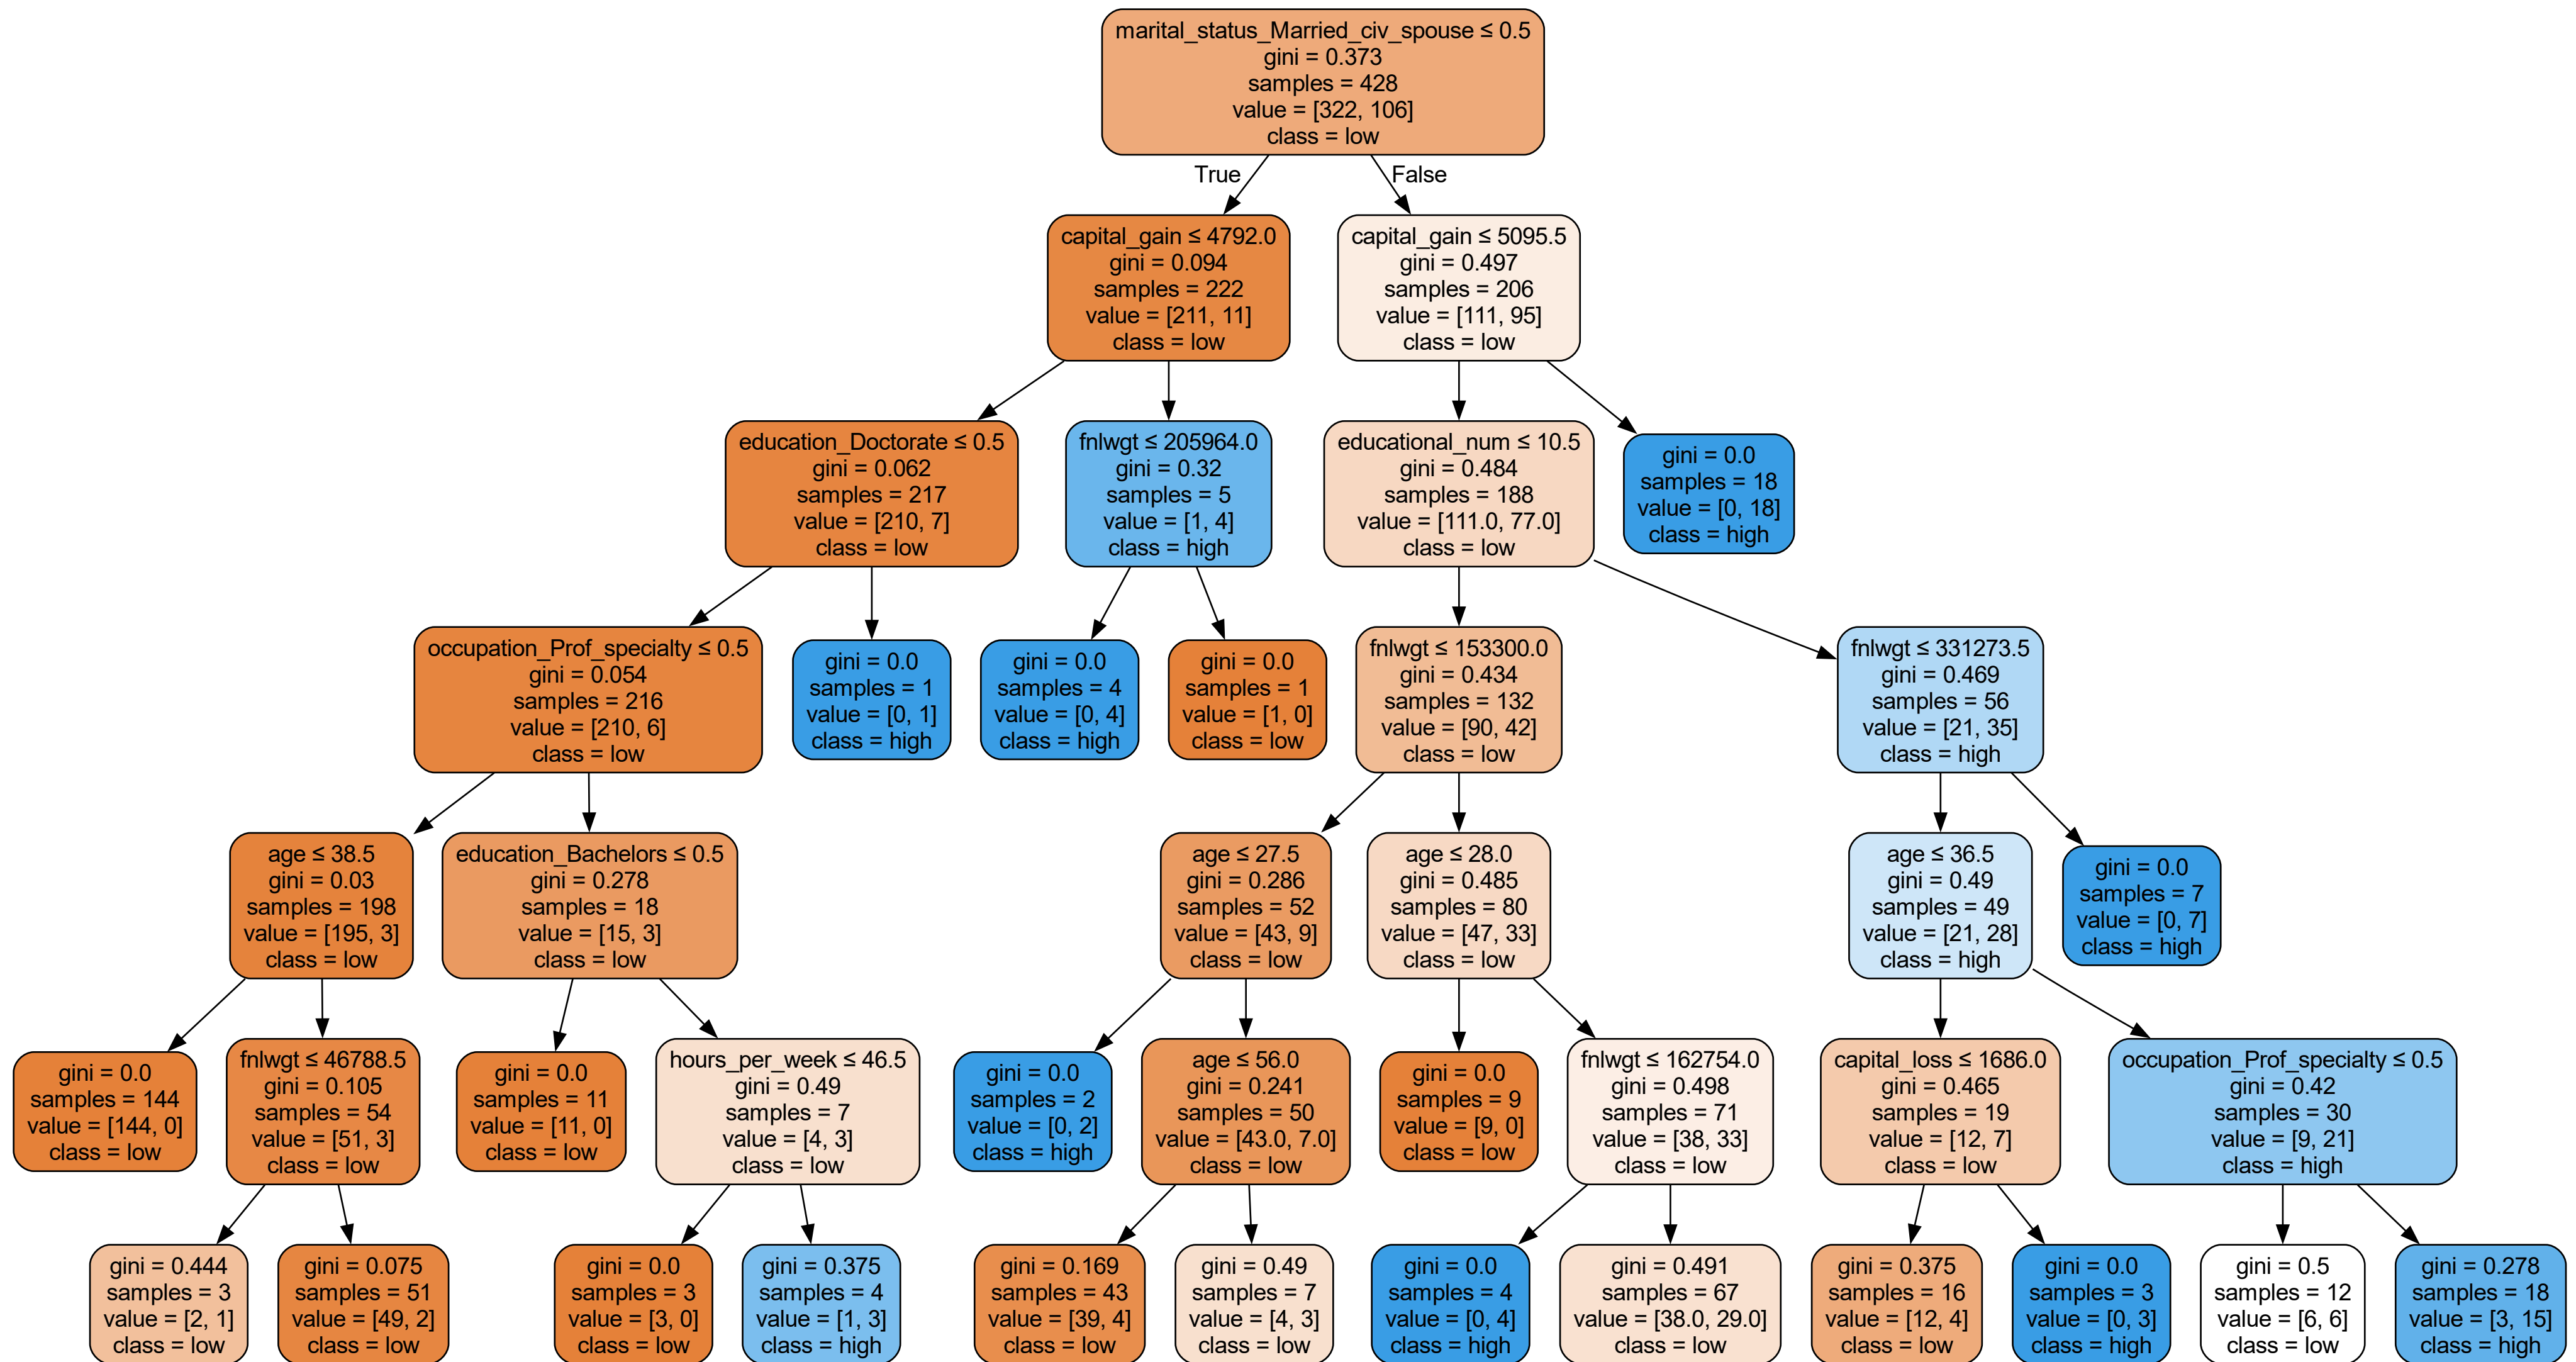 marital_status_Married_civ_spouse ≤ 0.5
gini = 0.373
samples = 428
value = [322, 106]
class = low
True
False
capital_gain ≤ 4792.0
gini = 0.094
samples = 222
value = [211, 11]
class = low
capital_gain ≤ 5095.5
gini = 0.497
samples = 206
value = [111, 95]
class = low
education_Doctorate ≤ 0.5
gini = 0.062
samples = 217
value = [210, 7]
class = low
fnlwgt ≤ 205964.0
gini = 0.32
samples = 5
value = [1, 4]
class = high
educational_num ≤ 10.5
gini = 0.484
samples = 188
value = [111.0, 77.0]
class = low
gini = 0.0
samples = 18
value = [0, 18]
class = high
occupation_Prof_specialty ≤ 0.5
gini = 0.054
samples = 216
value = [210, 6]
class = low
gini = 0.0
samples = 1
value = [0, 1]
class = high
gini = 0.0
samples = 4
value = [0, 4]
class = high
gini = 0.0
samples = 1
value = [1, 0]
class = low
fnlwgt ≤ 153300.0
gini = 0.434
samples = 132
value = [90, 42]
class = low
fnlwgt ≤ 331273.5
gini = 0.469
samples = 56
value = [21, 35]
class = high
age ≤ 38.5
gini = 0.03
samples = 198
value = [195, 3]
class = low
education_Bachelors ≤ 0.5
gini = 0.278
samples = 18
value = [15, 3]
class = low
age ≤ 27.5
gini = 0.286
samples = 52
value = [43, 9]
class = low
age ≤ 28.0
gini = 0.485
samples = 80
value = [47, 33]
class = low
age ≤ 36.5
gini = 0.49
samples = 49
value = [21, 28]
class = high
gini = 0.0
samples = 7
value = [0, 7]
class = high
gini = 0.0
samples = 144
value = [144, 0]
class = low
fnlwgt ≤ 46788.5
gini = 0.105
samples = 54
value = [51, 3]
class = low
gini = 0.0
samples = 11
value = [11, 0]
class = low
hours_per_week ≤ 46.5
gini = 0.49
samples = 7
value = [4, 3]
class = low
gini = 0.0
samples = 2
value = [0, 2]
class = high
age ≤ 56.0
gini = 0.241
samples = 50
value = [43.0, 7.0]
class = low
gini = 0.0
samples = 9
value = [9, 0]
class = low
fnlwgt ≤ 162754.0
gini = 0.498
samples = 71
value = [38, 33]
class = low
capital_loss ≤ 1686.0
gini = 0.465
samples = 19
value = [12, 7]
class = low
occupation_Prof_specialty ≤ 0.5
gini = 0.42
samples = 30
value = [9, 21]
class = high
gini = 0.444
samples = 3
value = [2, 1]
class = low
gini = 0.075
samples = 51
value = [49, 2]
class = low
gini = 0.0
samples = 3
value = [3, 0]
class = low
gini = 0.375
samples = 4
value = [1, 3]
class = high
gini = 0.169
samples = 43
value = [39, 4]
class = low
gini = 0.49
samples = 7
value = [4, 3]
class = low
gini = 0.0
samples = 4
value = [0, 4]
class = high
gini = 0.491
samples = 67
value = [38.0, 29.0]
class = low
gini = 0.375
samples = 16
value = [12, 4]
class = low
gini = 0.0
samples = 3
value = [0, 3]
class = high
gini = 0.5
samples = 12
value = [6, 6]
class = low
gini = 0.278
samples = 18
value = [3, 15]
class = high